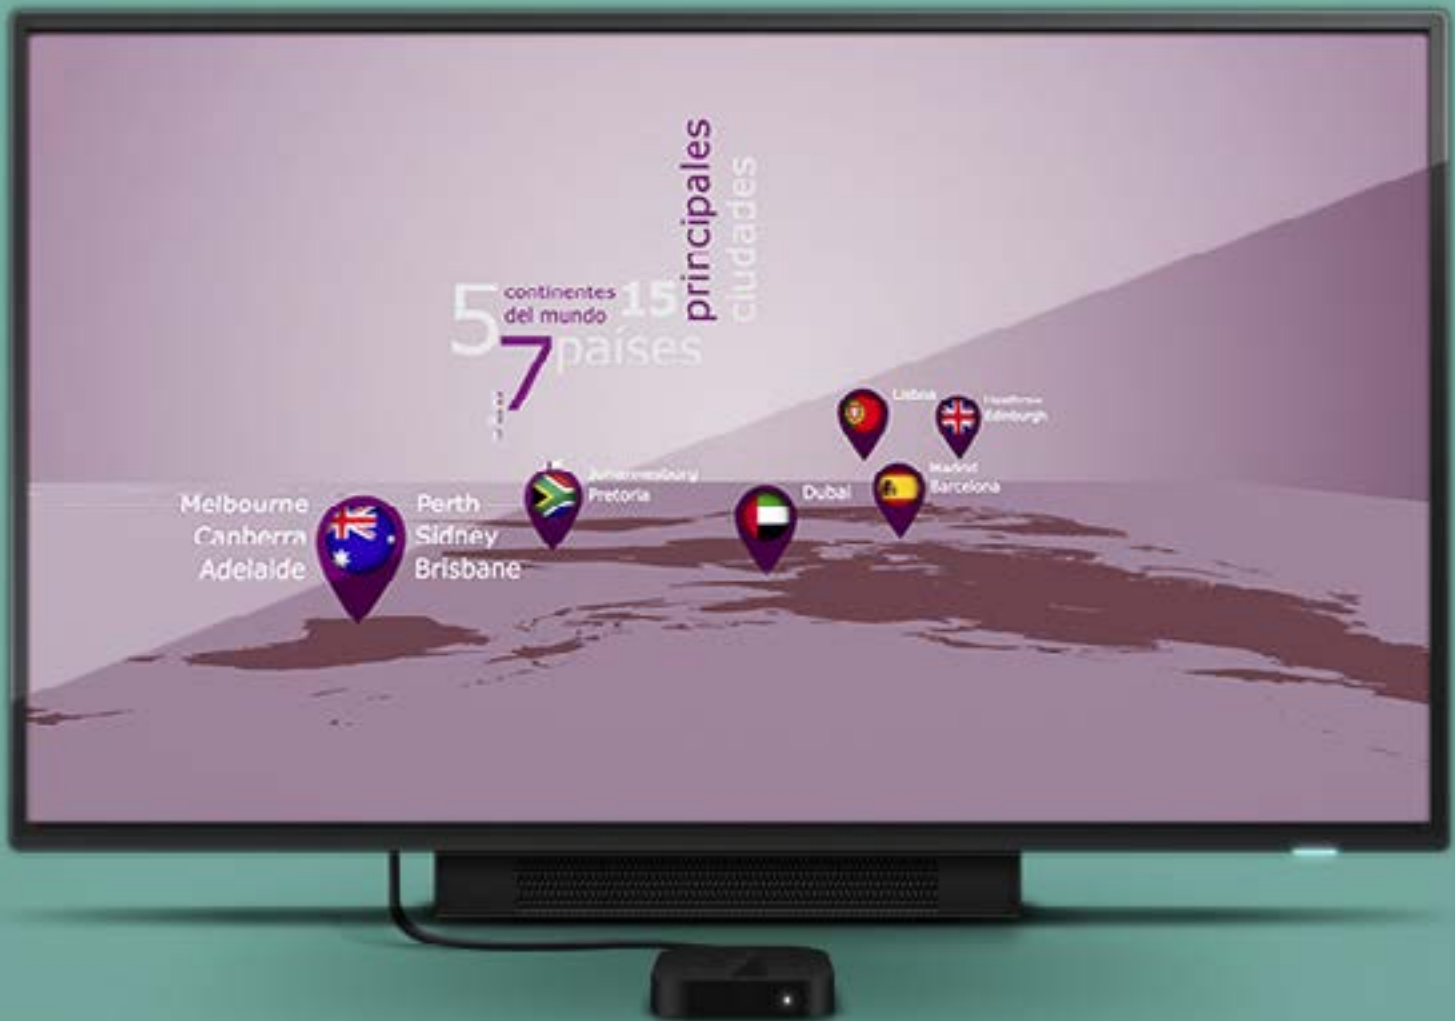 principales
ciudades
5 continentes 15
del mundo
7 países
Lisboa
Edinburgh
Madrid
Barcelona
Johannesburg
Pretoria
Dubai
Melbourne
Canberra
Adelaide
Perth
Sidney
Brisbane